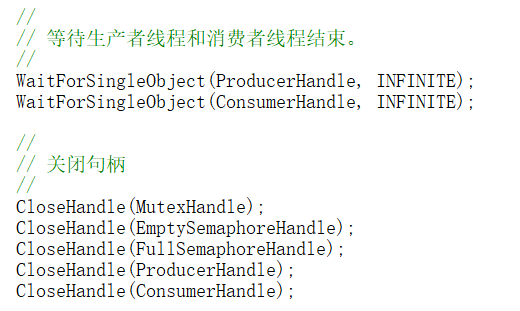 //
// 等待生产者线程和消费者线程结束。
//
WaitForSingleObject(ProducerHandle, INFINITE);
WaitForSingleObject(ConsumerHandle, INFINITE);
//
// 关闭句柄
//
CloseHandle(MutexHandle);
CloseHandle(EmptySemaphoreHandle);
CloseHandle(FullSemaphoreHandle);
CloseHandle(ProducerHandle);
CloseHandle(ConsumerHandle);